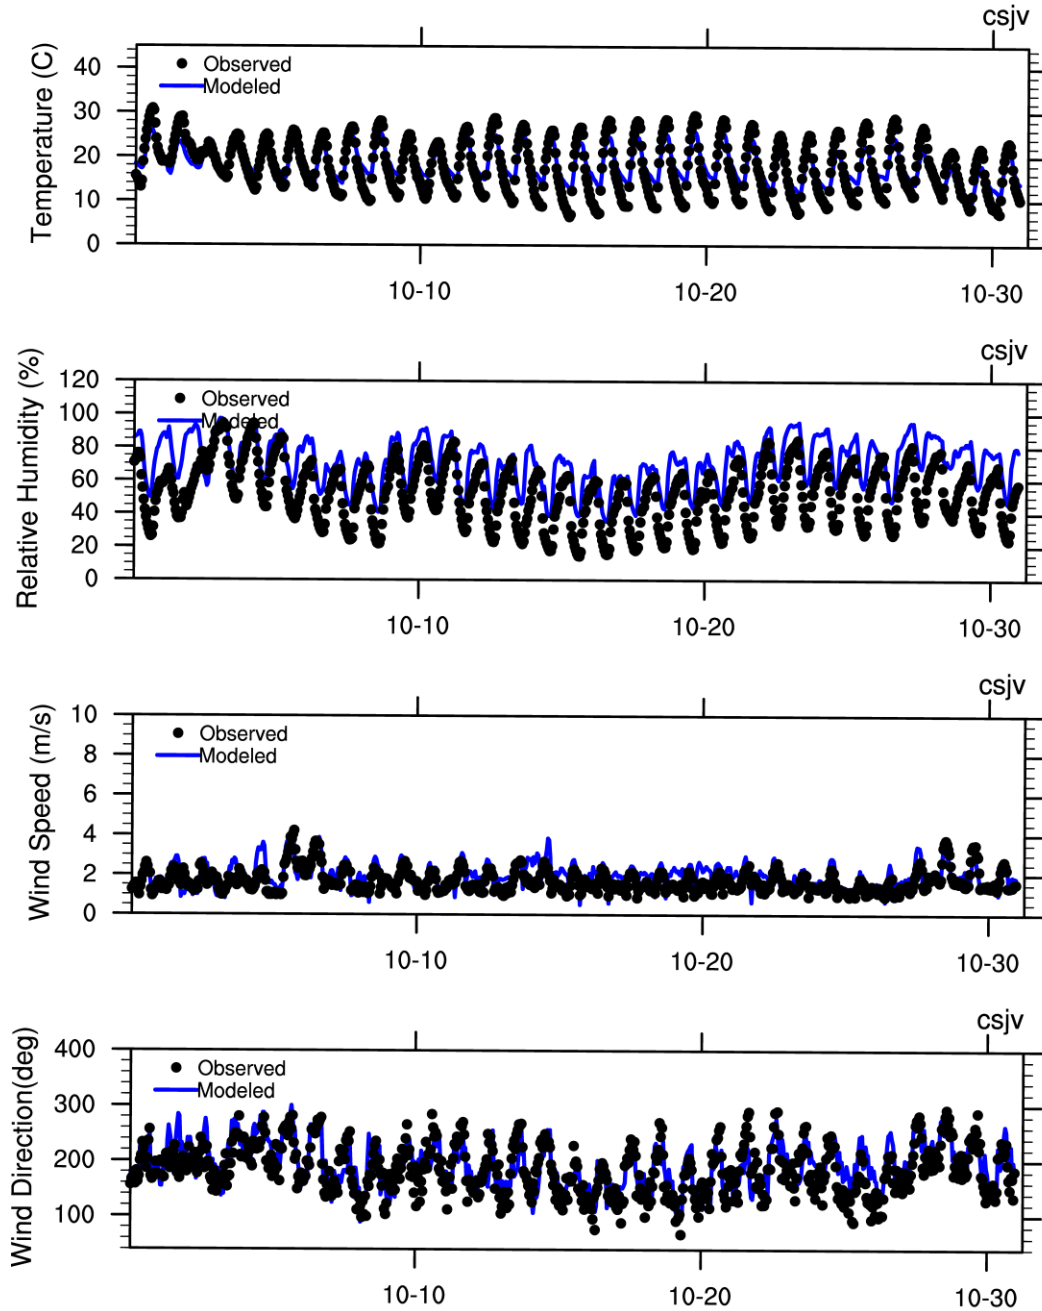 csjv
Temperature (C)
40
30
20
10
0
Observed
Modeled
10-10
10-20
10-30
csjv
Relative Humidity (%)
120
100
80
60
40
20
0
Observed
Modeled
10-10
10-20
10-30
csjv
Wind Speed (m/s)
10
8
6
4
2
0
Observed
Modeled
10-10
10-20
10-30
csjv
Wind Direction(deg)
400
300
200
100
Observed
Modeled
10-10
10-20
10-30